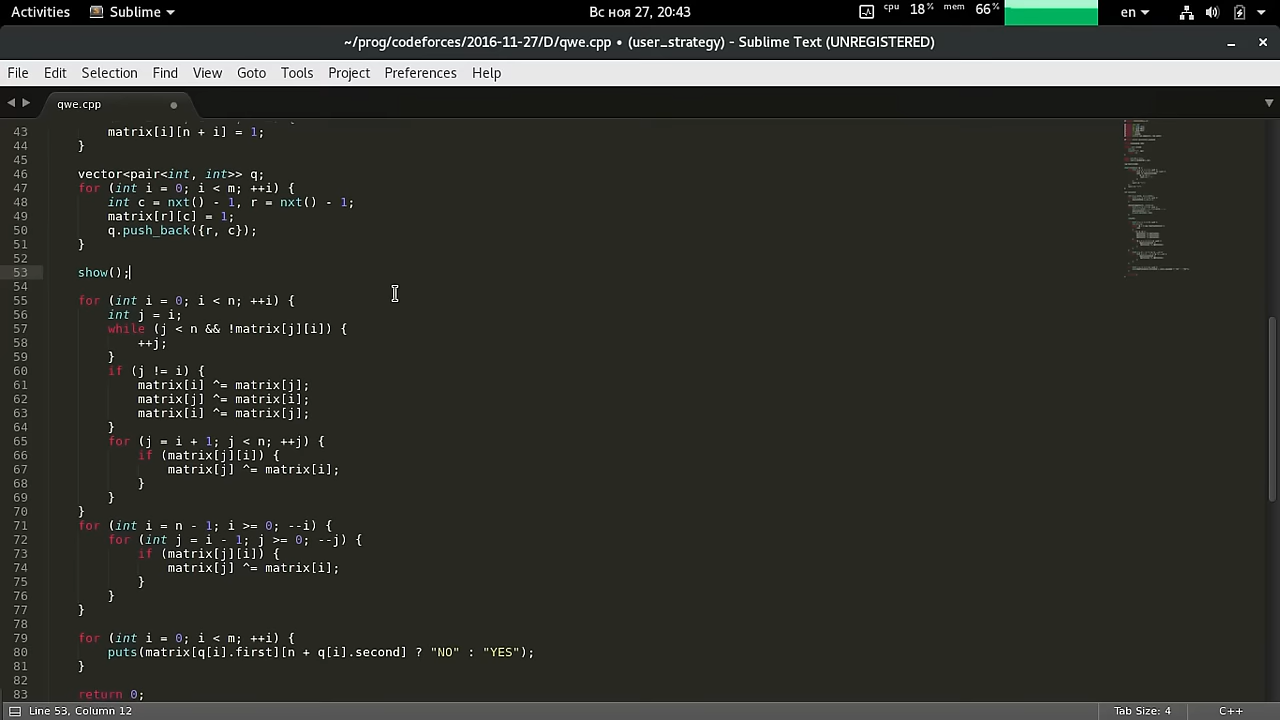 Activities Sublime Вс ноя 27, 20:43 cpu 18% mem 66% en
~/prog/codeforces/2016-11-27/D/qwe.cpp • (user_strategy) - Sublime Text (UNREGISTERED)
File Edit Selection Find View Goto Tools Project Preferences Help
qwe.cpp
43 matrix[i][n + i] = 1;
44 }
45
46 vector<pair<int, int>> q;
47 for (int i = 0; i < m; ++i) {
48 int c = nxt() - 1, r = nxt() - 1;
49 matrix[r][c] = 1;
50 q.push_back({r, c});
51 }
52
53 show();
54
55 for (int i = 0; i < n; ++i) {
56 int j = i;
57 while (j < n && !matrix[j][i]) {
58 ++j;
59 }
60 if (j != i) {
61 matrix[i] ^= matrix[j];
62 matrix[j] ^= matrix[i];
63 matrix[i] ^= matrix[j];
64 }
65 for (j = i + 1; j < n; ++j) {
66 if (matrix[j][i]) {
67 matrix[j] ^= matrix[i];
68 }
69 }
70 }
71 for (int i = n - 1; i >= 0; --i) {
72 for (int j = i - 1; j >= 0; --j) {
73 if (matrix[j][i]) {
74 matrix[j] ^= matrix[i];
75 }
76 }
77 }
78
79 for (int i = 0; i < m; ++i) {
80 puts(matrix[q[i].first][n + q[i].second] ? "NO" : "YES");
81 }
82
83 return 0;
Line 53, Column 12 Tab Size: 4 C++